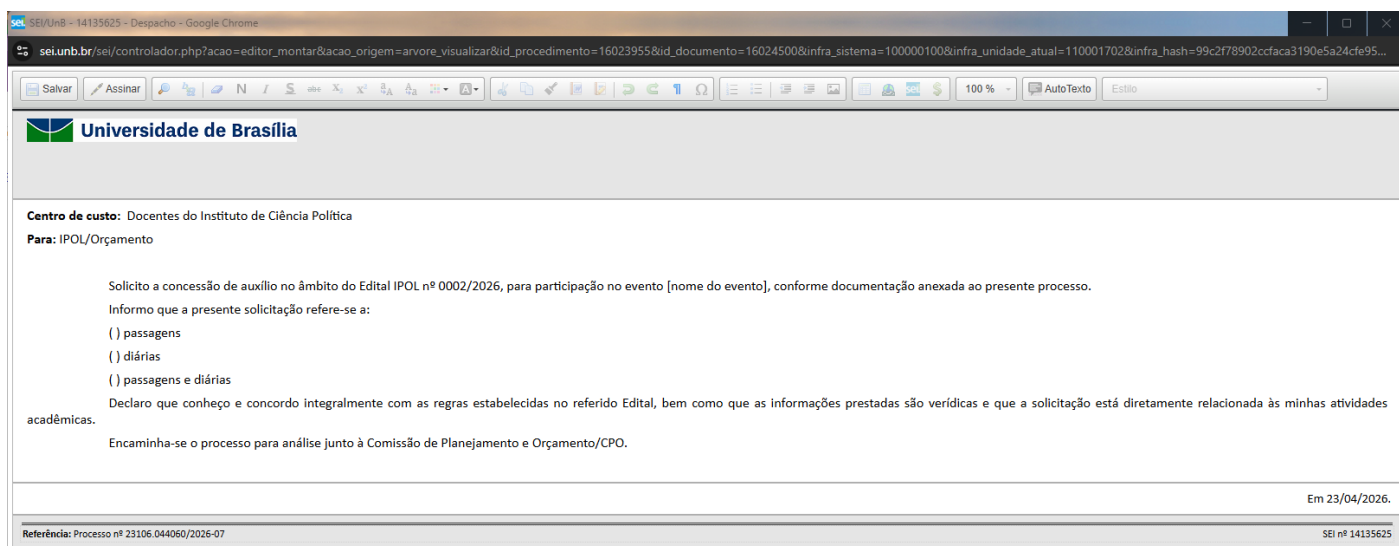 SEI/UnB - 14135625 - Despacho - Google Chrome
sei.unb.br/sei/controlador.php?acao=editor_montar&acao_origem=arvore_visualizar&id_procedimento=16023955&id_documento=16024500&infra_sistema=100000100&infra_unidade_atual=110001702&infra_hash=99c2f78902ccfaca3190e5a24cfe95...
Salvar Assinar N I S abc X₂ X² 100 % AutoTexto Estilo
Universidade de Brasília
Centro de custo: Docentes do Instituto de Ciência Política
Para: IPOL/Orçamento
Solicito a concessão de auxílio no âmbito do Edital IPOL nº 0002/2026, para participação no evento [nome do evento], conforme documentação anexada ao presente processo.
Informo que a presente solicitação refere-se a:
( ) passagens
( ) diárias
( ) passagens e diárias
Declaro que conheço e concordo integralmente com as regras estabelecidas no referido Edital, bem como que as informações prestadas são verídicas e que a solicitação está diretamente relacionada às minhas atividades
acadêmicas.
Encaminha-se o processo para análise junto à Comissão de Planejamento e Orçamento/CPO.
Em 23/04/2026.
Referência: Processo nº 23106.044060/2026-07 SEI nº 14135625